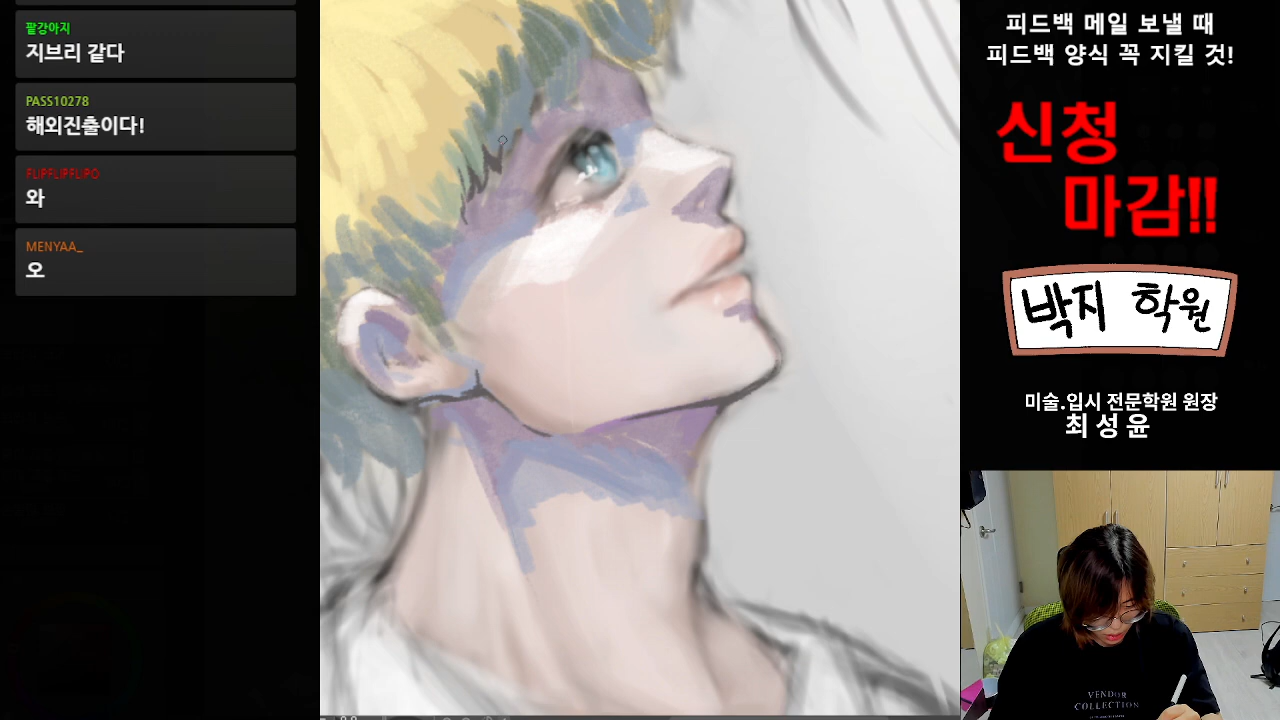 팥강아지
지브리 같다
PASS10278
해외진출이다!
FLIPFLIPFLIPO
와
MENYAA_
오
피드백 메일 보낼 때
피드백 양식 꼭 지킬 것!
신청
마감!!
박지 학원
미술.입시 전문학원 원장
최성윤
VENDOR
COLLECTION